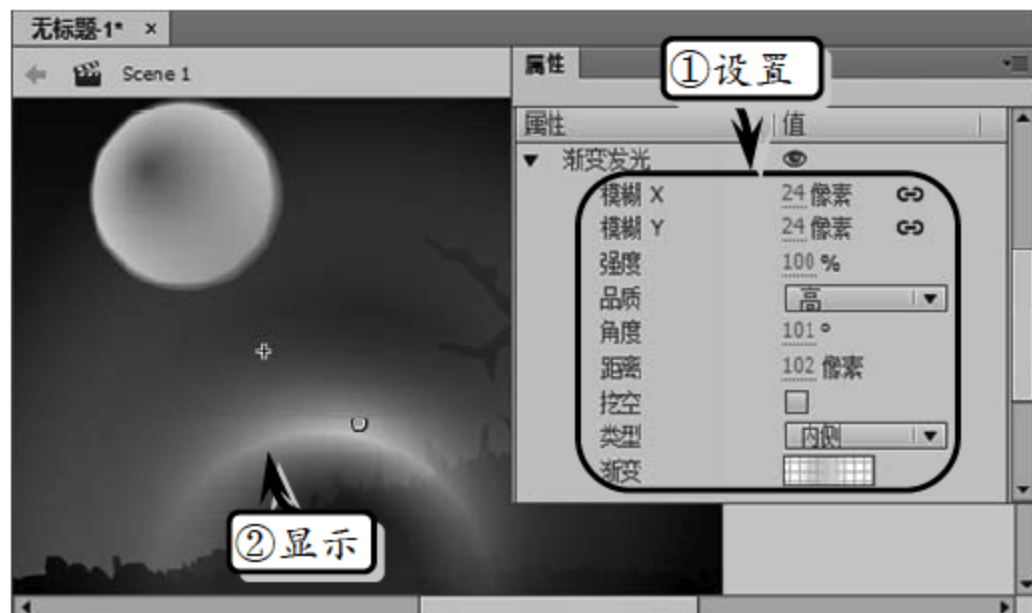 无标题-1* ×
Scene 1
属性
①设置
属性 值
渐变发光
模糊 X 24 像素
模糊 Y 24 像素
强度 100 %
品质 高
角度 101 °
距离 102 像素
挖空
类型 内侧
渐变
②显示